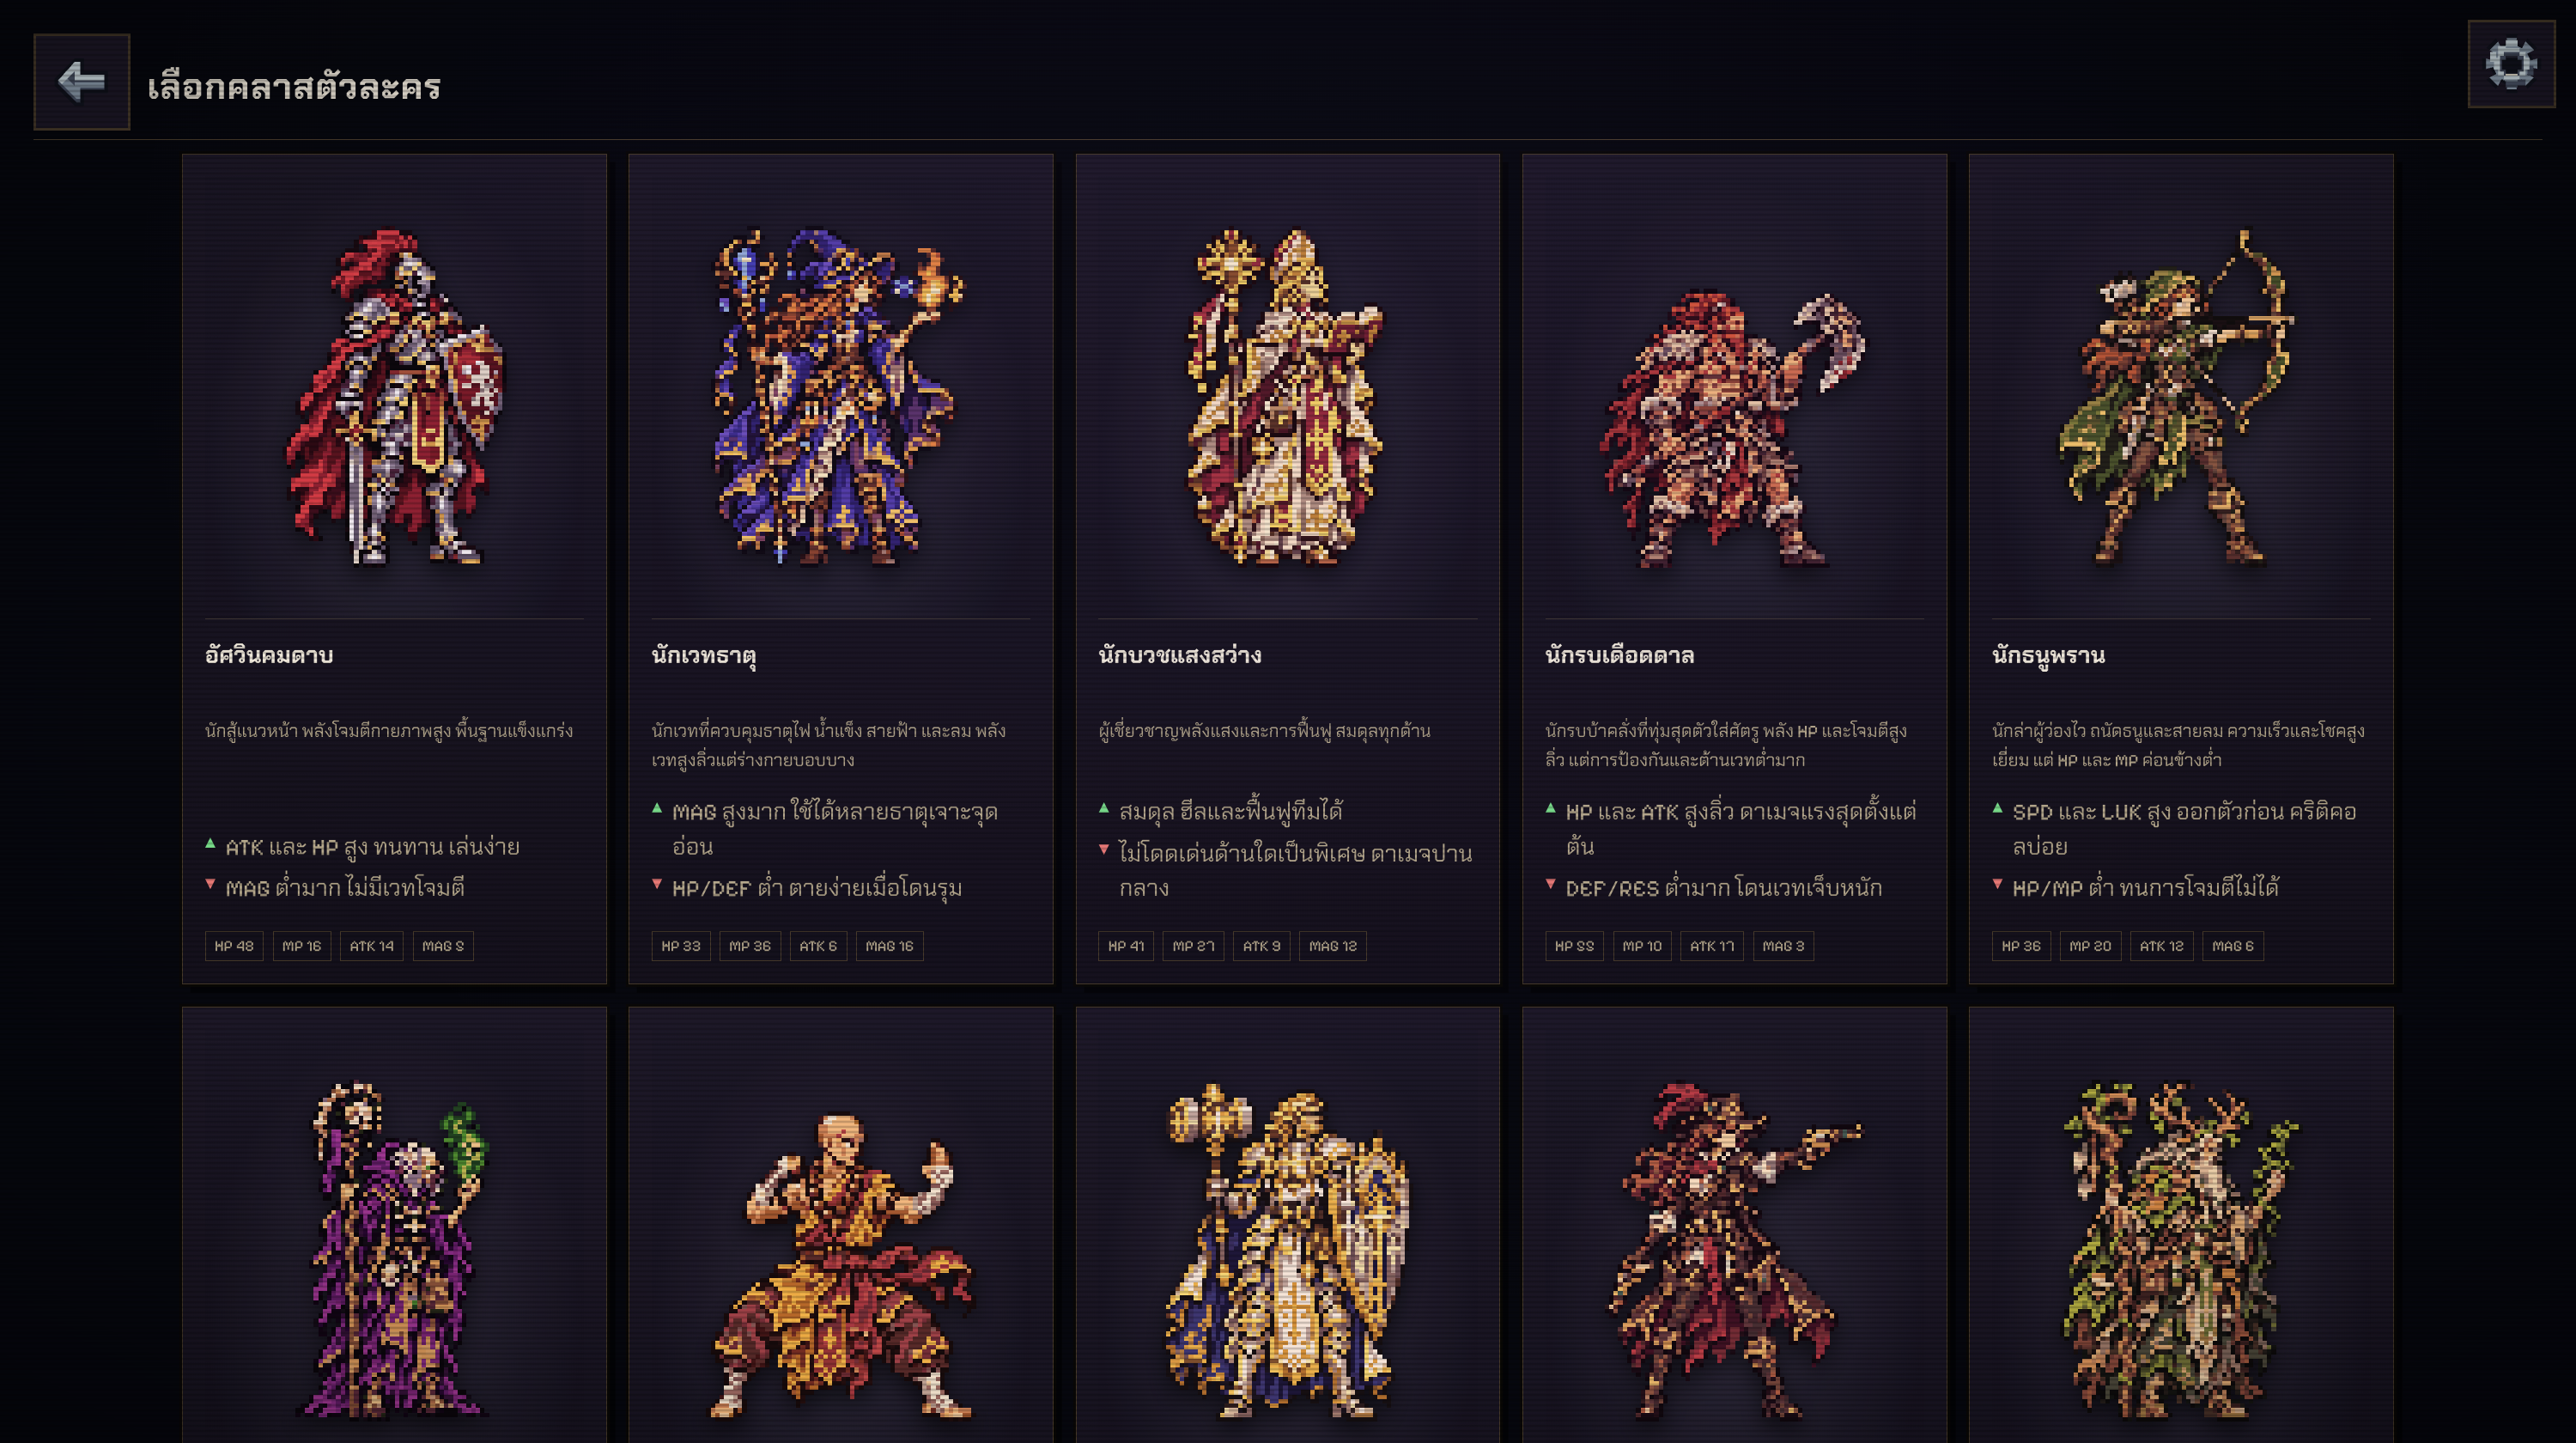 เลือกคลาสตัวละคร
อัศวินคมดาบ
นักสู้แนวหน้า พลังโจมตีกายภาพสูง พื้นฐานแข็งแกร่ง
ATK และ HP สูง ทนทาน เล่นง่าย
MAG ต่ำมาก ไม่มีเวทโจมตี
HP 48 MP 16 ATK 14 MAG 5
นักเวทธาตุ
นักเวทที่ควบคุมธาตุไฟ น้ำแข็ง สายฟ้า และลม พลัง
เวทสูงลิ่วแต่ร่างกายบอบบาง
MAG สูงมาก ใช้ได้หลายธาตุเจาะจุด
อ่อน
HP/DEF ต่ำ ตายง่ายเมื่อโดนรุม
HP 33 MP 36 ATK 6 MAG 16
นักบวชแสงสว่าง
ผู้เชี่ยวชาญพลังแสงและการฟื้นฟู สมดุลทุกด้าน
สมดุล ฮีลและฟื้นฟูทีมได้
ไม่โดดเด่นด้านใดเป็นพิเศษ ดาเมจปาน
กลาง
HP 41 MP 27 ATK 9 MAG 12
นักรบเดือดดาล
นักรบบ้าคลั่งที่ทุ่มสุดตัวใส่ศัตรู พลัง HP และโจมตีสูง
ลิ่ว แต่การป้องกันและต้านเวทต่ำมาก
HP และ ATK สูงลิ่ว ดาเมจแรงสุดตั้งแต่
ต้น
DEF/RES ต่ำมาก โดนเวทเจ็บหนัก
HP 55 MP 10 ATK 17 MAG 3
นักธนูพราน
นักล่าผู้ว่องไว ถนัดธนูและสายลม ความเร็วและโชคสูง
เยี่ยม แต่ HP และ MP ค่อนข้างต่ำ
SPD และ LUK สูง ออกตัวก่อน คริติคอ
ลบ่อย
HP/MP ต่ำ ทนการโจมตีไม่ได้
HP 36 MP 20 ATK 12 MAG 6